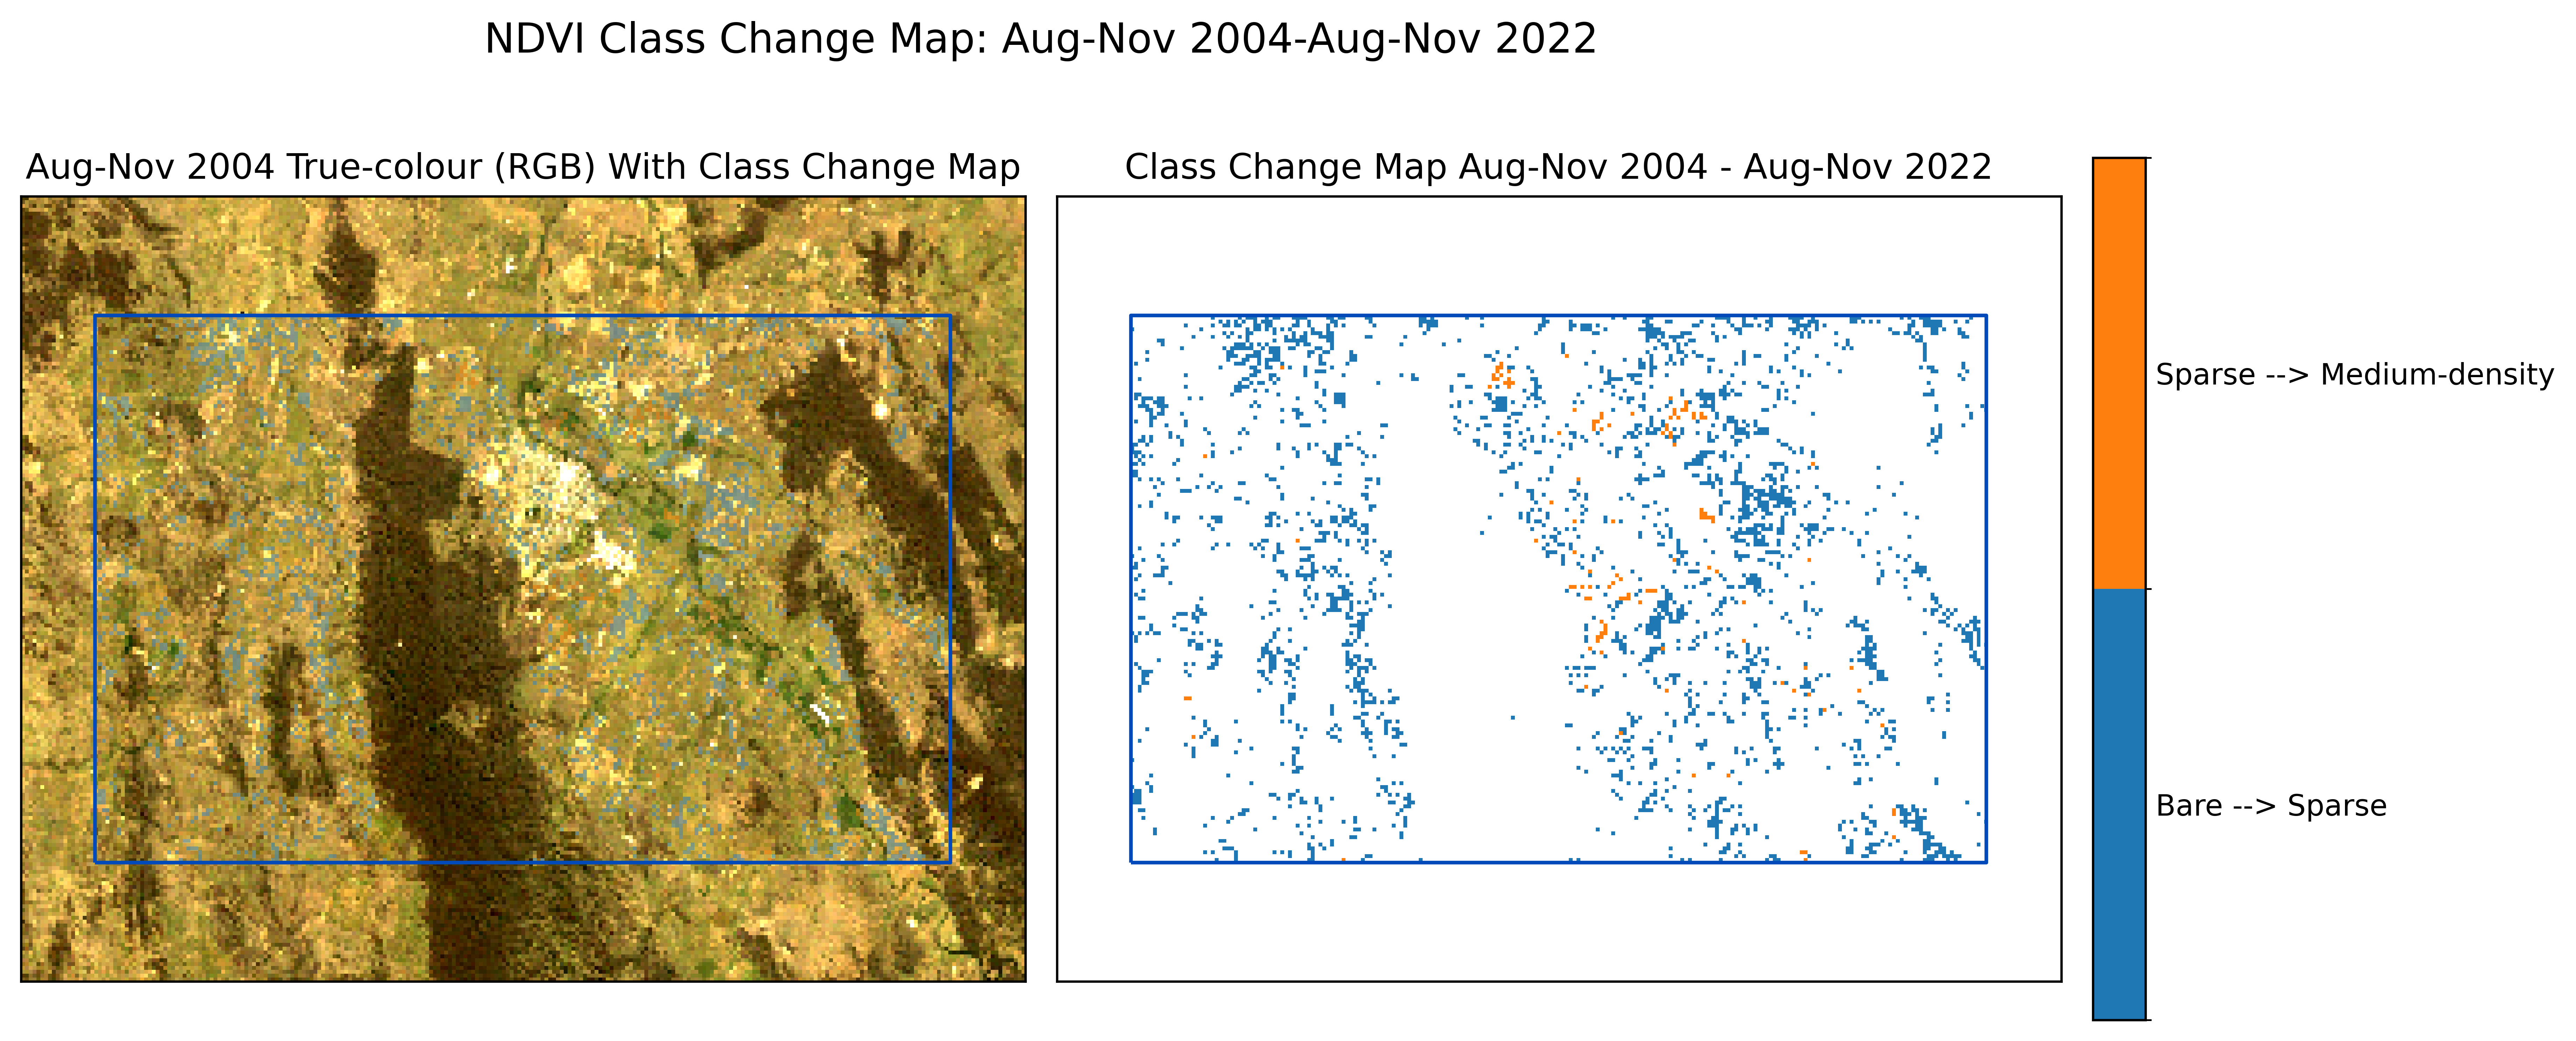 NDVI Class Change Map: Aug-Nov 2004-Aug-Nov 2022
Aug-Nov 2004 True-colour (RGB) With Class Change Map
Class Change Map Aug-Nov 2004 - Aug-Nov 2022
Sparse --> Medium-density
Bare --> Sparse